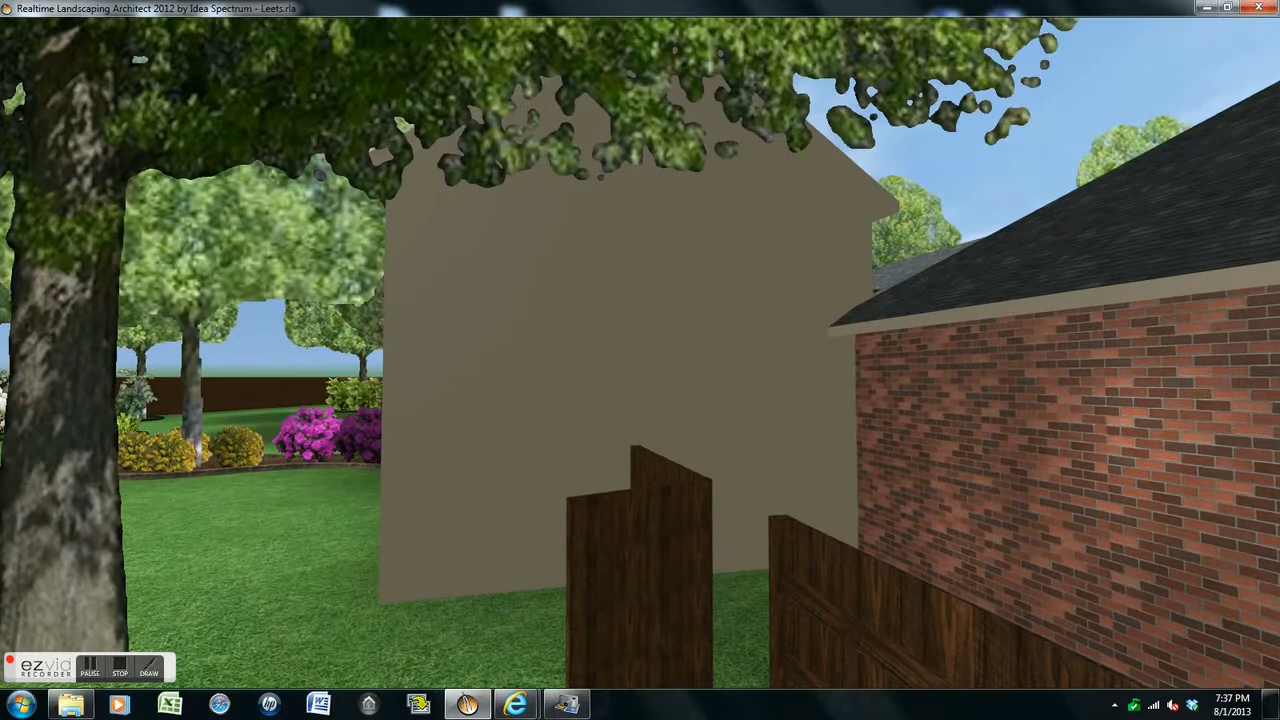 Realtime Landscaping Architect 2012 by Idea Spectrum - Leets.rla
ezvid
RECORDER
PAUSE
STOP
DRAW
7:37 PM
8/1/2013